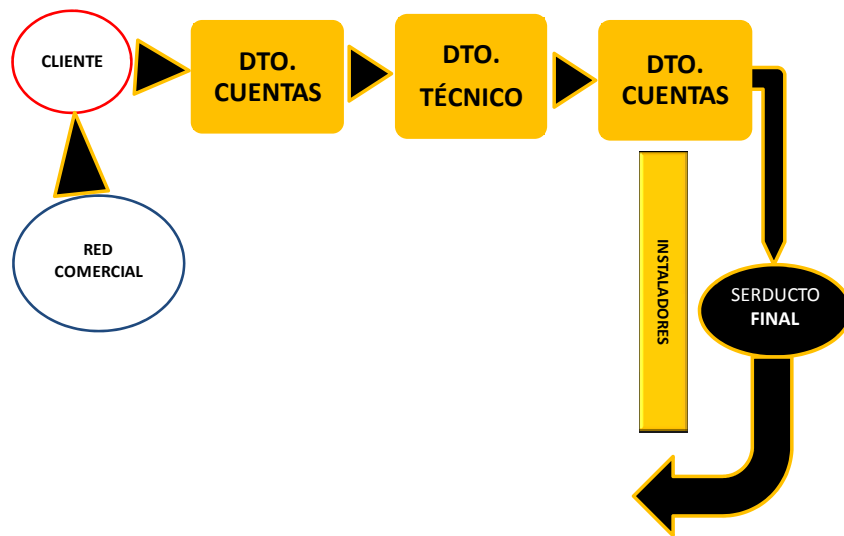 CLIENTE
DTO.
CUENTAS
DTO.
TÉCNICO
DTO.
CUENTAS
RED
COMERCIAL
INSTALADORES
SERDUCTO
FINAL